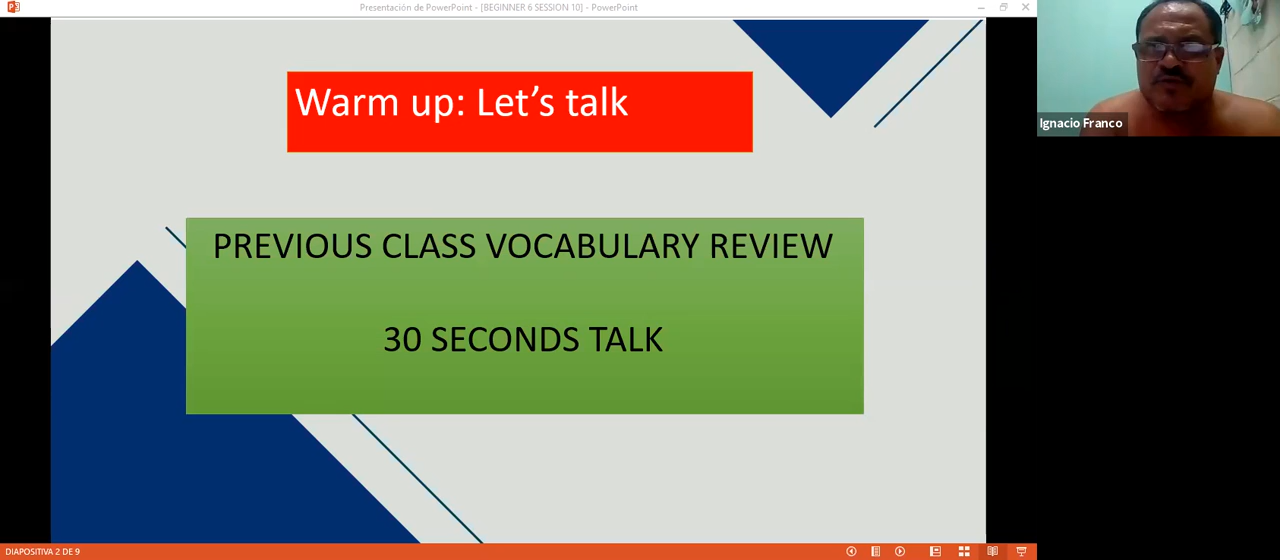 Presentación de PowerPoint - [BEGINNER 6 SESSION 10] - PowerPoint
Warm up: Let’s talk
PREVIOUS CLASS VOCABULARY REVIEW
30 SECONDS TALK
Ignacio Franco
DIAPOSITIVA 2 DE 9